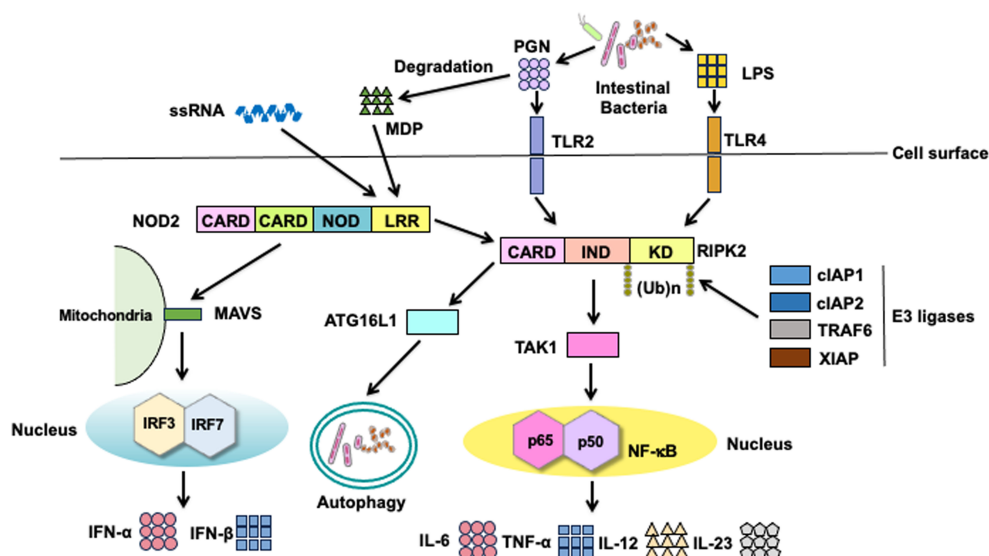 PGN
Degradation
LPS
Intestinal
Bacteria
ssRNA
MDP
TLR2
TLR4
Cell surface
NOD2 CARD CARD NOD LRR
CARD IND KD RIPK2
(Ub)n
cIAP1
cIAP2
TRAF6
XIAP
E3 ligases
Mitochondria
MAVS
ATG16L1
TAK1
Nucleus
IRF3 IRF7
p65 p50 NF-κB
Nucleus
Autophagy
IFN-α IFN-β
IL-6 TNF-α IL-12 IL-23